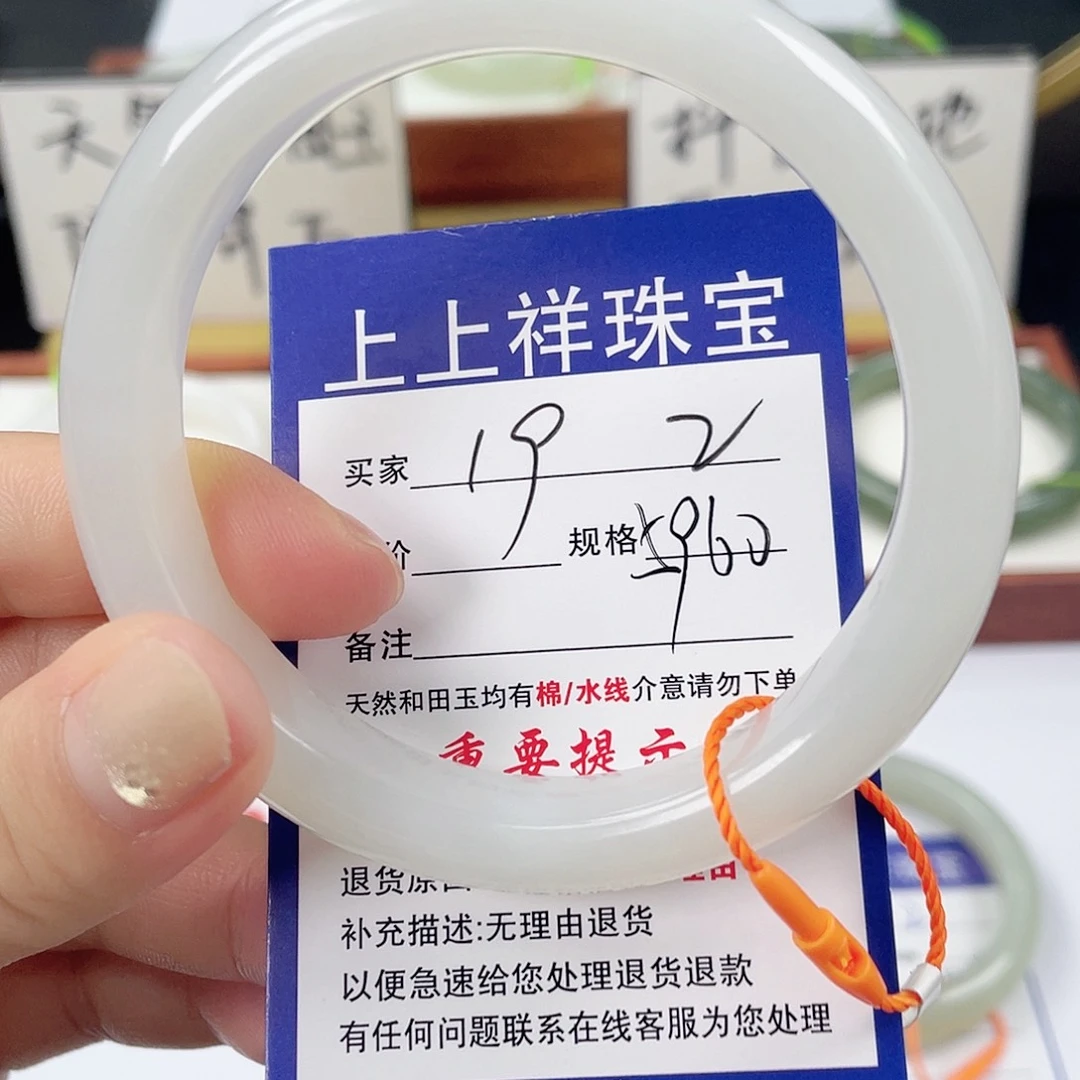 上上祥珠宝
买家 19 2
价 规格 5960
备注
天然和田玉均有棉/水线介意请勿下单
重要提示
退货原因
补充描述:无理由退货
以便急速给您处理退货退款
有任何问题联系在线客服为您处理